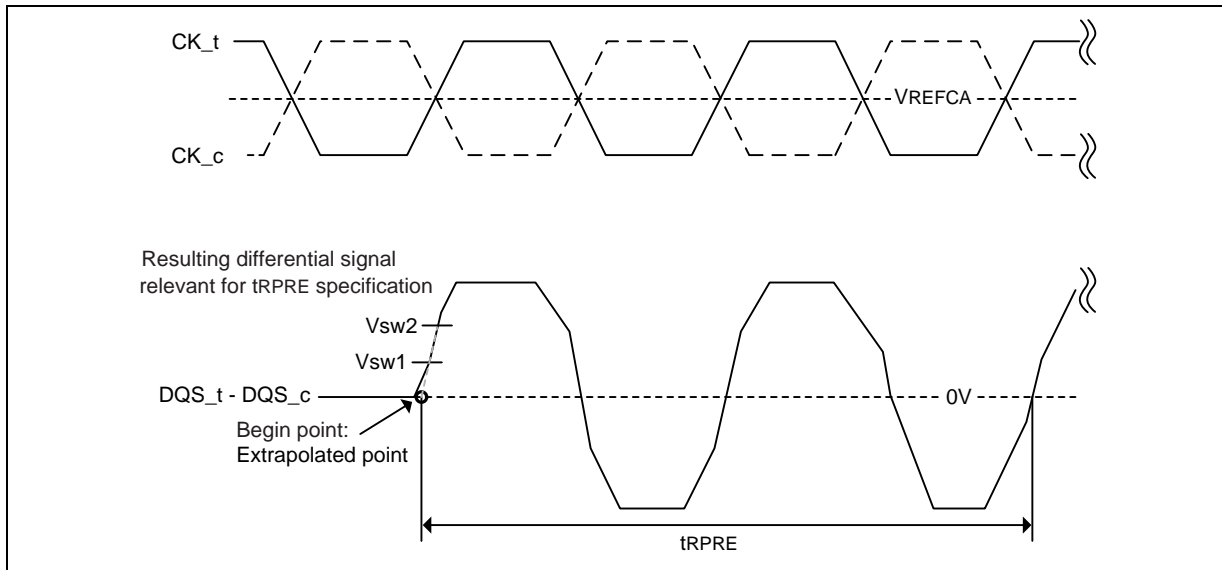 CK_t
VREFCA
CK_c
Resulting differential signal
relevant for tRPRE specification
Vsw2
Vsw1
DQS_t - DQS_c
0V
Begin point:
Extrapolated point
tRPRE